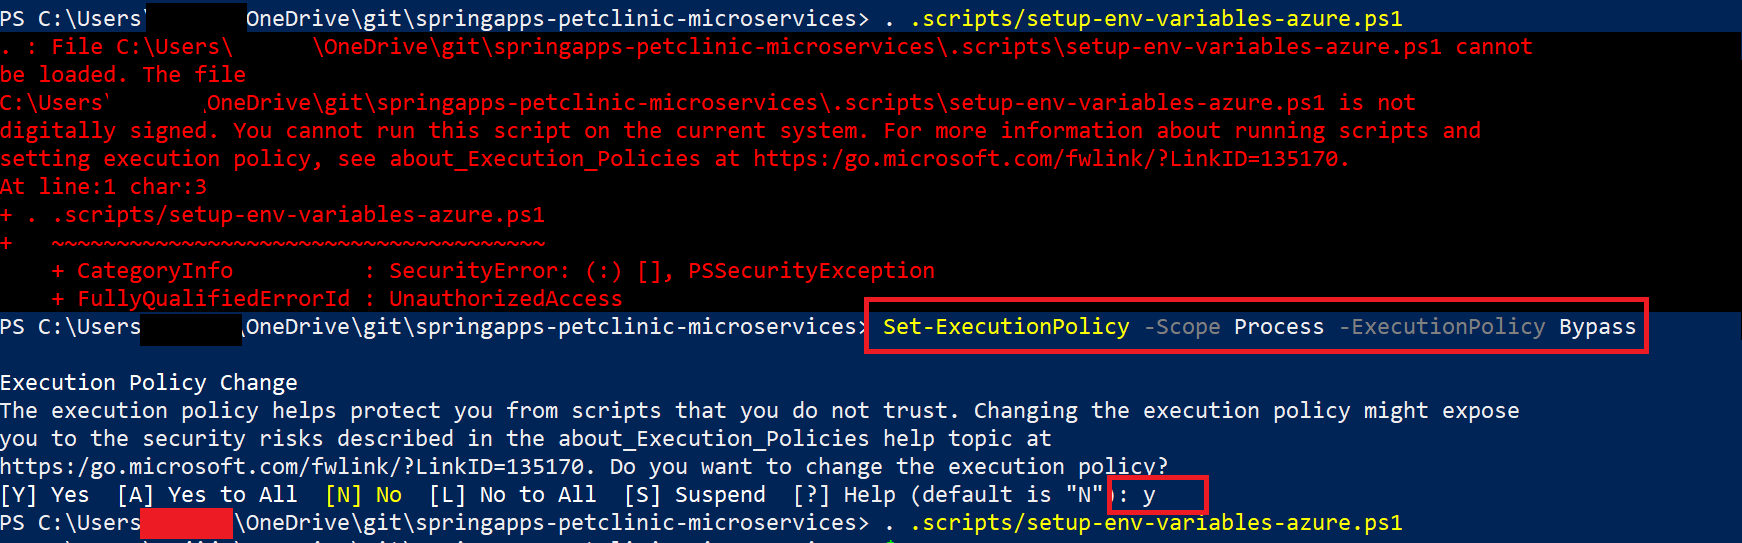 PS C:\Users\ OneDrive\git\springapps-petclinic-microservices> . .scripts/setup-env-variables-azure.ps1
. : File C:\Users\ \OneDrive\git\springapps-petclinic-microservices\.scripts\setup-env-variables-azure.ps1 cannot
be loaded. The file
C:\Users\ OneDrive\git\springapps-petclinic-microservices\.scripts\setup-env-variables-azure.ps1 is not
digitally signed. You cannot run this script on the current system. For more information about running scripts and
setting execution policy, see about_Execution_Policies at https:/go.microsoft.com/fwlink/?LinkID=135170.
At line:1 char:3
+ . .scripts/setup-env-variables-azure.ps1
+   ~~~~~~~~~~~~~~~~~~~~~~~~~~~~~~~~~~~~~~
    + CategoryInfo          : SecurityError: (:) [], PSSecurityException
    + FullyQualifiedErrorId : UnauthorizedAccess
PS C:\Users \OneDrive\git\springapps-petclinic-microservices> Set-ExecutionPolicy -Scope Process -ExecutionPolicy Bypass
Execution Policy Change
The execution policy helps protect you from scripts that you do not trust. Changing the execution policy might expose
you to the security risks described in the about_Execution_Policies help topic at
https:/go.microsoft.com/fwlink/?LinkID=135170. Do you want to change the execution policy?
[Y] Yes  [A] Yes to All  [N] No  [L] No to All  [S] Suspend  [?] Help (default is "N"): y
PS C:\Users \OneDrive\git\springapps-petclinic-microservices> . .scripts/setup-env-variables-azure.ps1